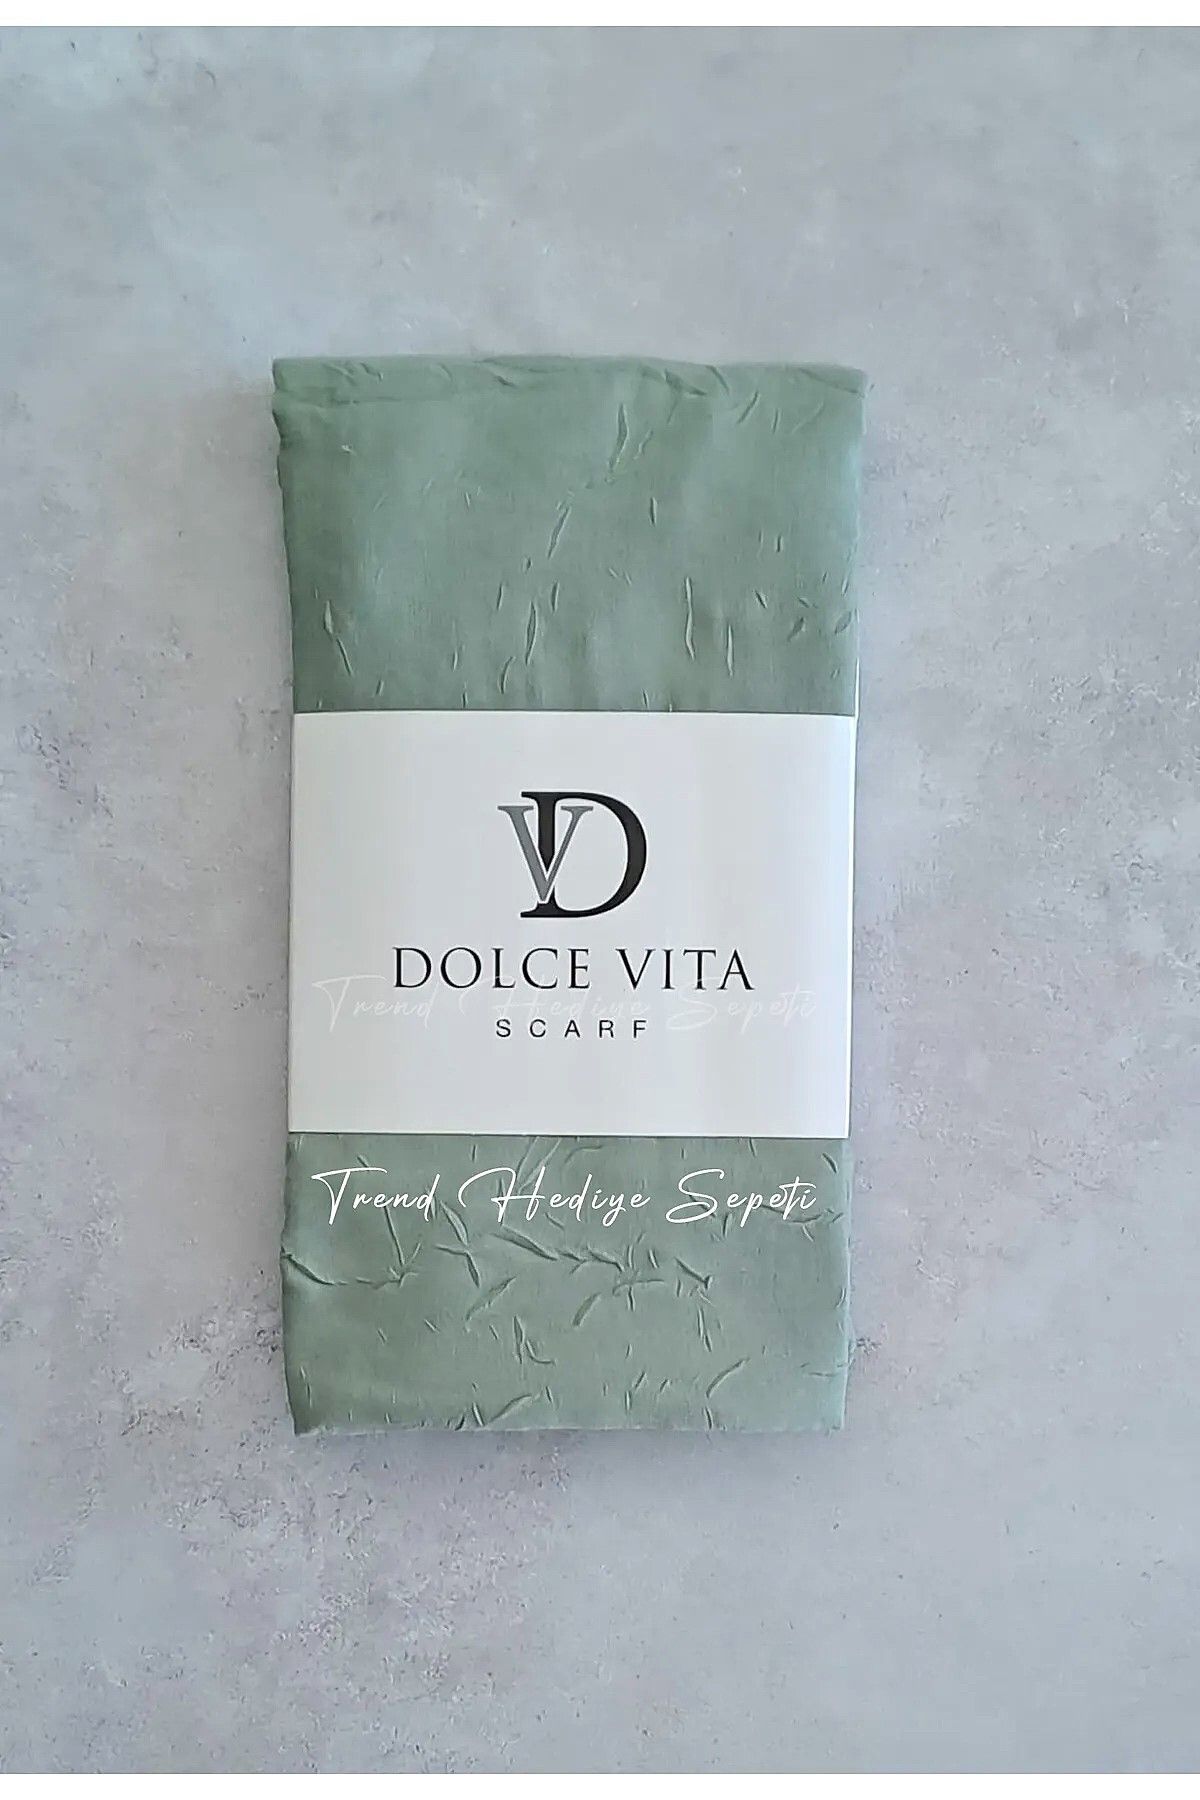 VD
DOLCE VITA
Trend Hediye Sepeti
SCARF
Trend Hediye Sepeti